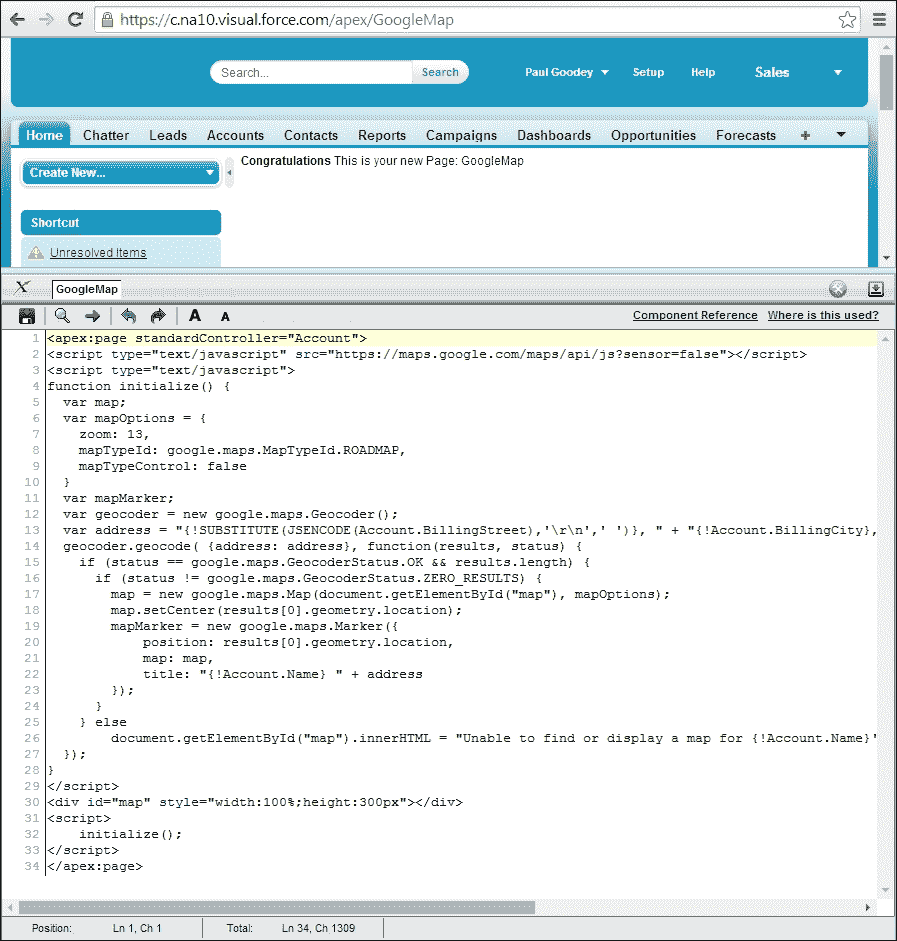 https://c.na10.visual.force.com/apex/GoogleMap
Search... Search Paul Goodey Setup Help Sales
Home Chatter Leads Accounts Contacts Reports Campaigns Dashboards Opportunities Forecasts +
Create New...
Congratulations This is your new Page: GoogleMap
Shortcut
Unresolved Items
GoogleMap
A A Component Reference Where is this used?
1 <apex:page standardController="Account">
2 <script type="text/javascript" src="https://maps.google.com/maps/api/js?sensor=false"></script>
3 <script type="text/javascript">
4 function initialize() {
5 var map;
6 var mapOptions = {
7 zoom: 13,
8 mapTypeId: google.maps.MapTypeId.ROADMAP,
9 mapTypeControl: false
10 }
11 var mapMarker;
12 var geocoder = new google.maps.Geocoder();
13 var address = "{!SUBSTITUTE(JSENCODE(Account.BillingStreet),'\r\n',' ')}, " + "{!Account.BillingCity},
14 geocoder.geocode( {address: address}, function(results, status) {
15 if (status == google.maps.GeocoderStatus.OK && results.length) {
16 if (status != google.maps.GeocoderStatus.ZERO_RESULTS) {
17 map = new google.maps.Map(document.getElementById("map"), mapOptions);
18 map.setCenter(results[0].geometry.location);
19 mapMarker = new google.maps.Marker({
20 position: results[0].geometry.location,
21 map: map,
22 title: "{!Account.Name} " + address
23 });
24 }
25 } else
26 document.getElementById("map").innerHTML = "Unable to find or display a map for {!Account.Name}"
27 });
28 }
29 </script>
30 <div id="map" style="width:100%;height:300px"></div>
31 <script>
32 initialize();
33 </script>
34 </apex:page>
Position: Ln 1, Ch 1 Total: Ln 34, Ch 1309